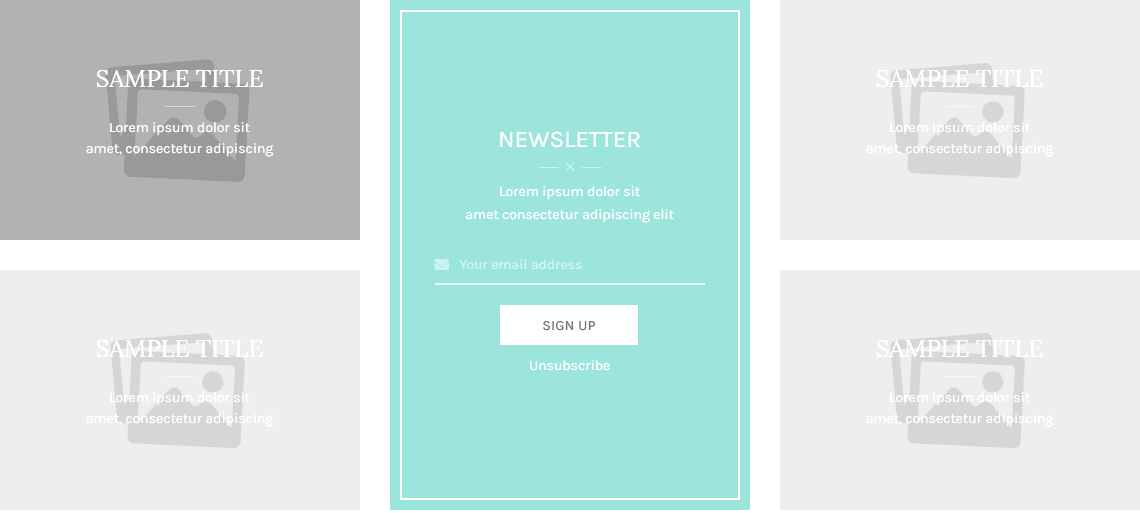 SAMPLE TITLE
Lorem ipsum dolor sit
amet, consectetur adipiscing
SAMPLE TITLE
Lorem ipsum dolor sit
amet, consectetur adipiscing
NEWSLETTER
Lorem ipsum dolor sit
amet consectetur adipiscing elit
Your email address
SIGN UP
Unsubscribe
SAMPLE TITLE
Lorem ipsum dolor sit
amet, consectetur adipiscing
SAMPLE TITLE
Lorem ipsum dolor sit
amet, consectetur adipiscing